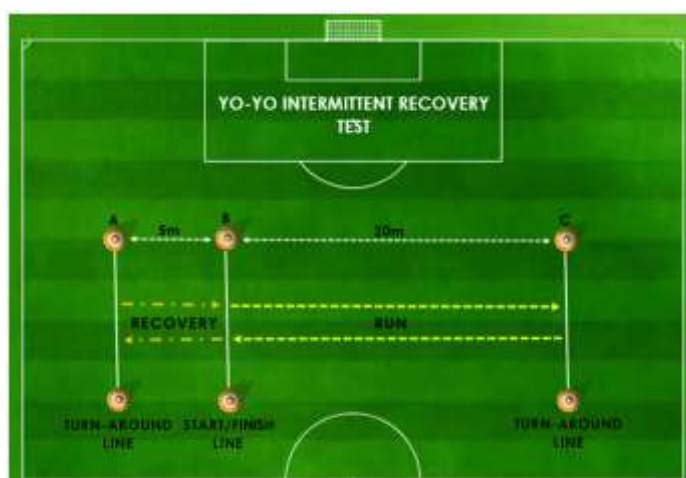 YO-YO INTERMITTENT RECOVERY
TEST
A
B
C
5m
20m
RECOVERY
RUN
TURN-AROUND
LINE
START/FINISH
LINE
TURN-AROUND
LINE